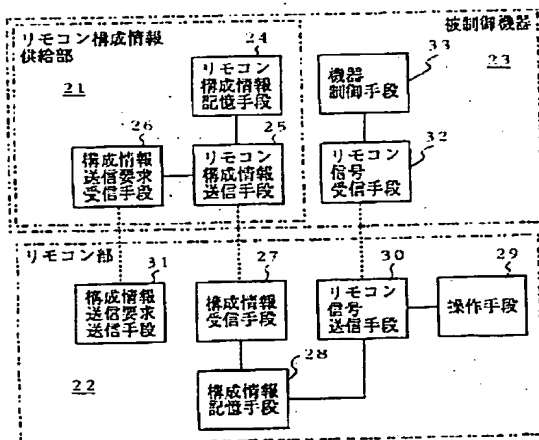 リモコン構成情報
供給部
21
24
リモコン
構成情報
記憶手段
被制御機器
33
23
機器
制御手段
26
構成情報
送信要求
受信手段
25
リモコン
構成情報
送信手段
32
リモコン
信号
受信手段
リモコン部
31
構成情報
送信要求
送信手段
27
構成情報
受信手段
30
リモコン
信号
送信手段
29
操作手段
22
28
構成情報
記憶手段